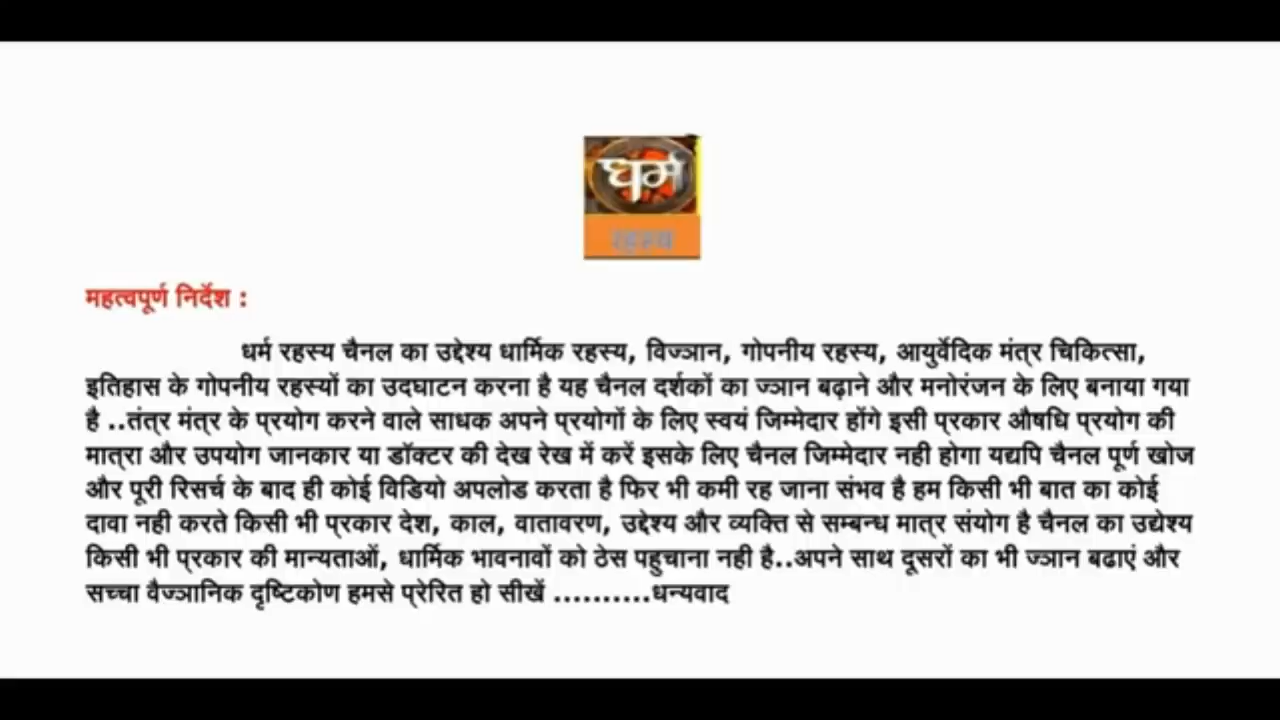 धर्म
रहस्य
महत्वपूर्ण निर्देश :
धर्म रहस्य चैनल का उद्देश्य धार्मिक रहस्य, विज्ञान, गोपनीय रहस्य, आयुर्वेदिक मंत्र चिकित्सा,
इतिहास के गोपनीय रहस्यों का उदघाटन करना है यह चैनल दर्शकों का ज्ञान बढ़ाने और मनोरंजन के लिए बनाया गया
है ..तंत्र मंत्र के प्रयोग करने वाले साधक अपने प्रयोगों के लिए स्वयं जिम्मेदार होंगे इसी प्रकार औषधि प्रयोग की
मात्रा और उपयोग जानकार या डॉक्टर की देख रेख में करें इसके लिए चैनल जिम्मेदार नही होगा यद्यपि चैनल पूर्ण खोज
और पूरी रिसर्च के बाद ही कोई विडियो अपलोड करता है फिर भी कमी रह जाना संभव है हम किसी भी बात का कोई
दावा नही करते किसी भी प्रकार देश, काल, वातावरण, उद्देश्य और व्यक्ति से सम्बन्ध मात्र संयोग है चैनल का उद्येश्य
किसी भी प्रकार की मान्यताओं, धार्मिक भावनावों को ठेस पहुचाना नही है..अपने साथ दूसरों का भी ज्ञान बढाएं और
सच्चा वैज्ञानिक दृष्टिकोण हमसे प्रेरित हो सीखें ..........धन्यवाद